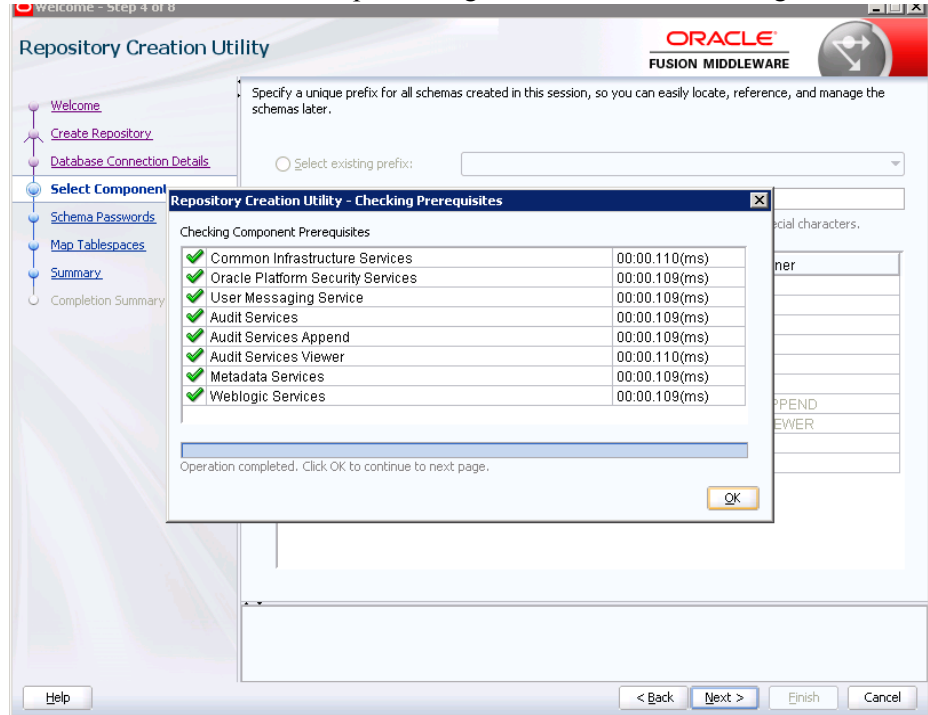 Welcome - Step 4 of 8
Repository Creation Utility
ORACLE
FUSION MIDDLEWARE
Welcome
Create Repository
Database Connection Details
Select Component
Schema Passwords
Map Tablespaces
Summary
Completion Summary
Specify a unique prefix for all schemas created in this session, so you can easily locate, reference, and manage the
schemas later.
Select existing prefix:
ecial characters.
ner
PPEND
EWER
Repository Creation Utility - Checking Prerequisites
Checking Component Prerequisites
Common Infrastructure Services 00:00.110(ms)
Oracle Platform Security Services 00:00.109(ms)
User Messaging Service 00:00.109(ms)
Audit Services 00:00.109(ms)
Audit Services Append 00:00.109(ms)
Audit Services Viewer 00:00.110(ms)
Metadata Services 00:00.109(ms)
Weblogic Services 00:00.109(ms)
Operation completed. Click OK to continue to next page.
OK
Help
< Back
Next >
Finish
Cancel